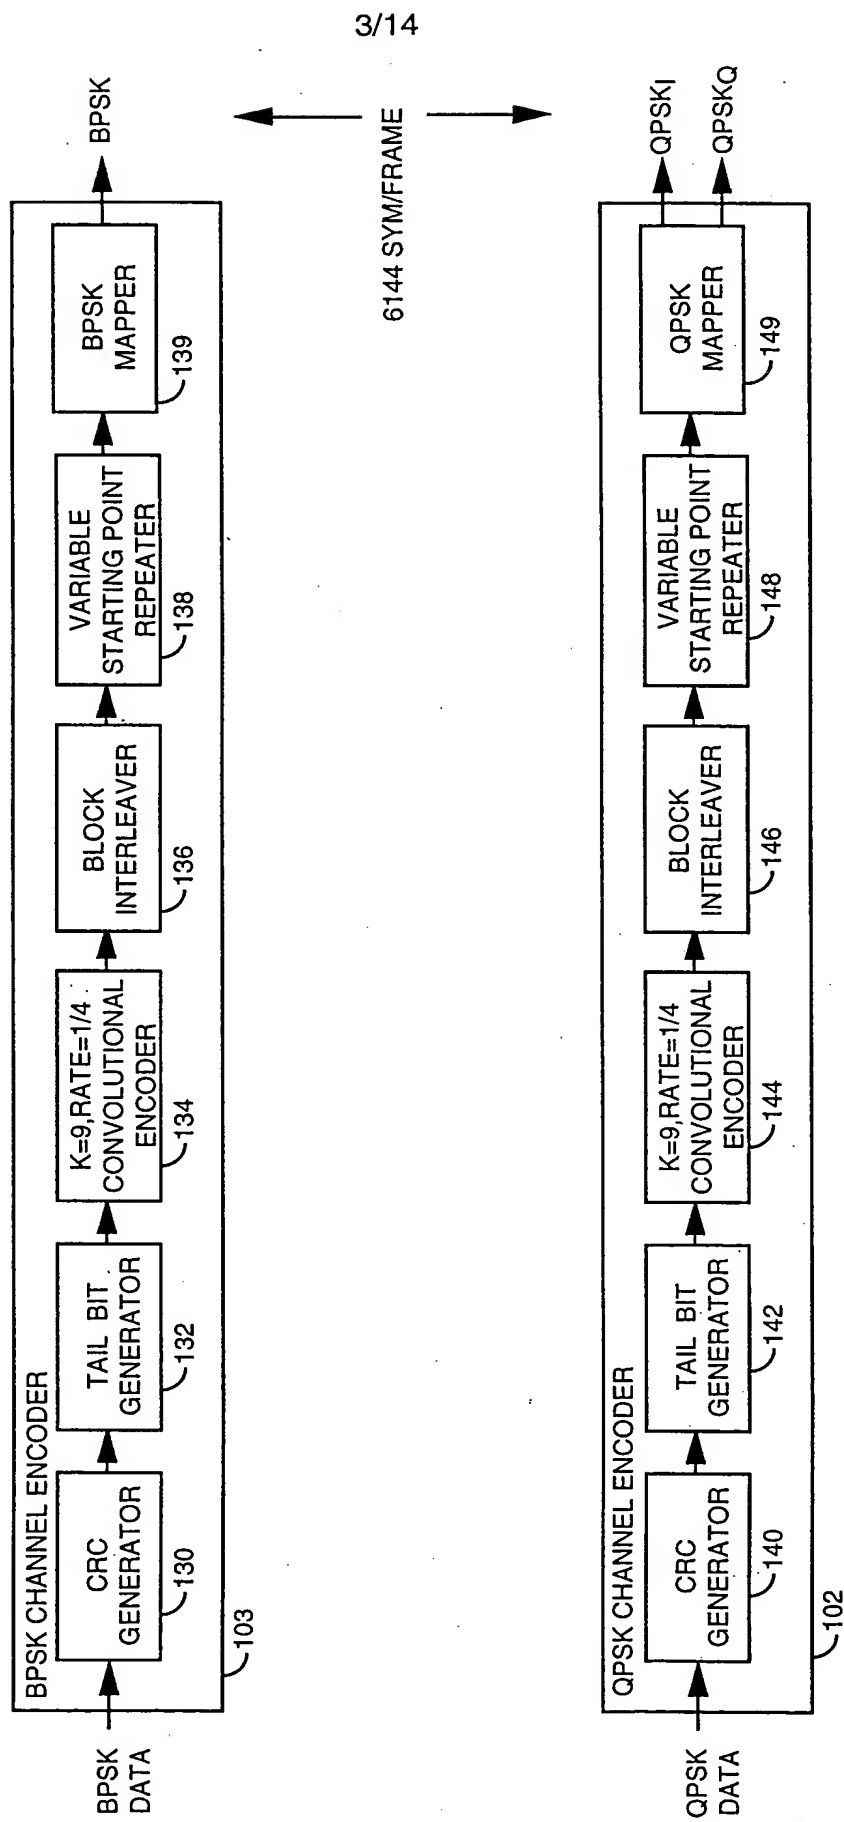 3/14
BPSK CHANNEL ENCODER
BPSK
DATA
CRC
GENERATOR
130
TAIL BIT
GENERATOR
132
K=9,RATE=1/4
CONVOLUTIONAL
ENCODER
134
BLOCK
INTERLEAVER
136
VARIABLE
STARTING POINT
REPEATER
138
BPSK
MAPPER
139
BPSK
103
6144 SYM/FRAME
QPSK CHANNEL ENCODER
QPSK
DATA
CRC
GENERATOR
140
TAIL BIT
GENERATOR
142
K=9,RATE=1/4
CONVOLUTIONAL
ENCODER
144
BLOCK
INTERLEAVER
146
VARIABLE
STARTING POINT
REPEATER
148
QPSK
MAPPER
149
QPSKI
QPSKQ
102